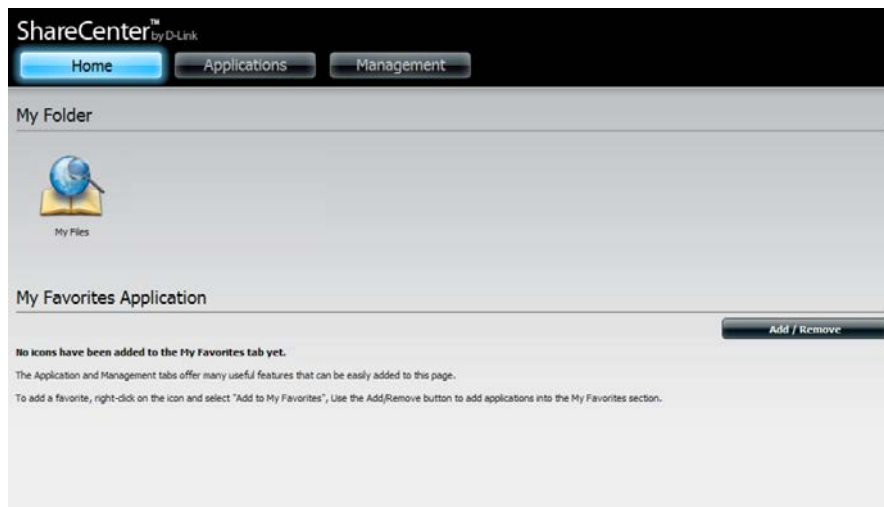 ShareCenter™ by D-Link
Home Applications Management
My Folder
My Files
My Favorites Application
Add / Remove
No icons have been added to the My Favorites tab yet.
The Application and Management tabs offer many useful features that can be easily added to this page.
To add a favorite, right-click on the icon and select "Add to My Favorites", Use the Add/Remove button to add applications into the My Favorites section.